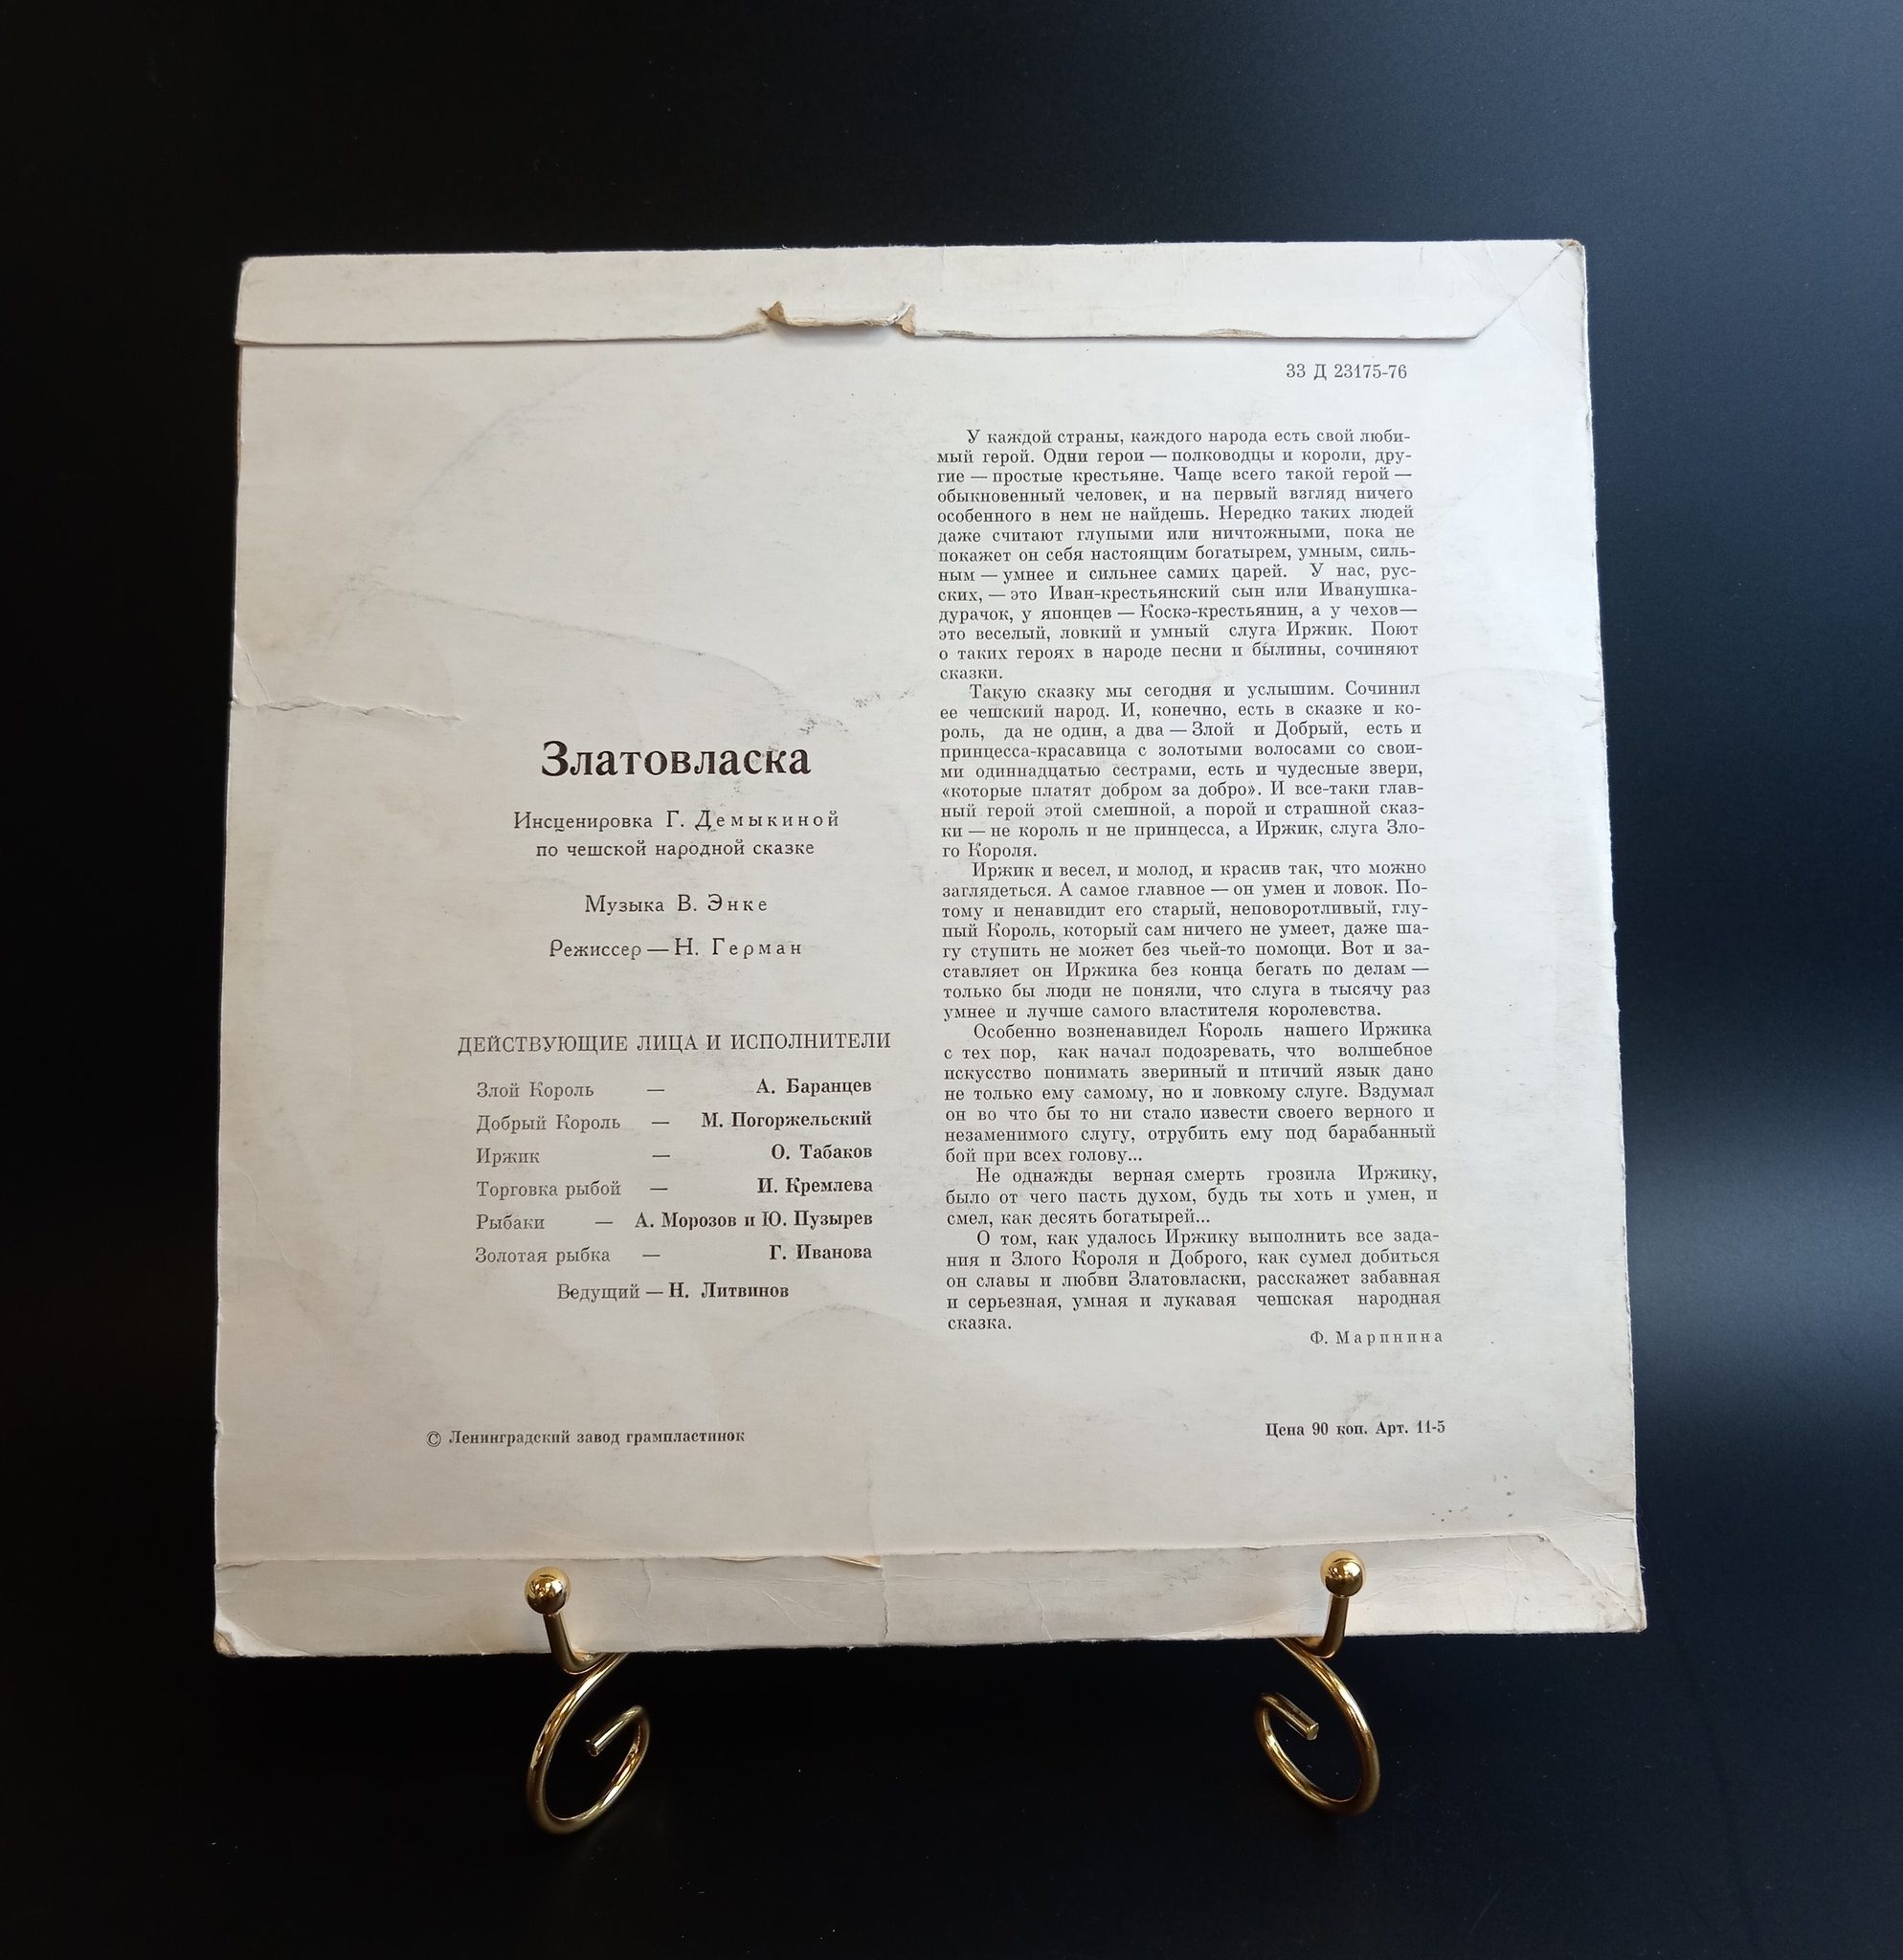 33 Д 23175-76
Златовласка
Инсценировка Г. Демыкиной
по чешской народной сказке
Музыка В. Энке
Режиссер — Н. Герман
ДЕЙСТВУЮЩИЕ ЛИЦА И ИСПОЛНИТЕЛИ
Злой Король — А. Баранцев
Добрый Король — М. Погоржельский
Иржик — О. Табаков
Торговка рыбой — И. Кремлева
Рыбаки — А. Морозов и Ю. Пузырев
Золотая рыбка — Г. Иванова
Ведущий — Н. Литвинов
У каждой страны, каждого народа есть свой люби-
мый герой. Одни герои — полководцы и короли, дру-
гие — простые крестьяне. Чаще всего такой герой —
обыкновенный человек, и на первый взгляд ничего
особенного в нем не найдешь. Нередко таких людей
даже считают глупыми или ничтожными, пока не
покажет он себя настоящим богатырем, умным, силь-
ным — умнее и сильнее самих царей. У нас, рус-
ских, — это Иван-крестьянский сын или Иванушка-
дурачок, у японцев — Коскэ-крестьянин, а у чехов—
это веселый, ловкий и умный слуга Иржик. Поют
о таких героях в народе песни и былины, сочиняют
сказки.
Такую сказку мы сегодня и услышим. Сочинил
ее чешский народ. И, конечно, есть в сказке и ко-
роль, да не один, а два — Злой и Добрый, есть и
принцесса-красавица с золотыми волосами со свои-
ми одиннадцатью сестрами, есть и чудесные звери,
«которые платят добром за добро». И все-таки глав-
ный герой этой смешной, а порой и страшной сказ-
ки — не король и не принцесса, а Иржик, слуга Зло-
го Короля.
Иржик и весел, и молод, и красив так, что можно
заглядеться. А самое главное — он умен и ловок. По-
тому и ненавидит его старый, неповоротливый, глу-
пый Король, который сам ничего не умеет, даже ша-
гу ступить не может без чьей-то помощи. Вот и за-
ставляет он Иржика без конца бегать по делам —
только бы люди не поняли, что слуга в тысячу раз
умнее и лучше самого властителя королевства.
Особенно возненавидел Король нашего Иржика
с тех пор, как начал подозревать, что волшебное
искусство понимать звериный и птичий язык дано
не только ему самому, но и ловкому слуге. Вздумал
он во что бы то ни стало извести своего верного и
незаменимого слугу, отрубить ему под барабанный
бой при всех голову...
Не однажды верная смерть грозила Иржику,
было от чего пасть духом, будь ты хоть и умен, и
смел, как десять богатырей...
О том, как удалось Иржику выполнить все зада-
ния и Злого Короля и Доброго, как сумел добиться
он славы и любви Златовласки, расскажет забавная
и серьезная, умная и лукавая чешская народная
сказка.
Ф. Маринина
© Ленинградский завод грампластинок
Цена 90 коп. Арт. 11-5